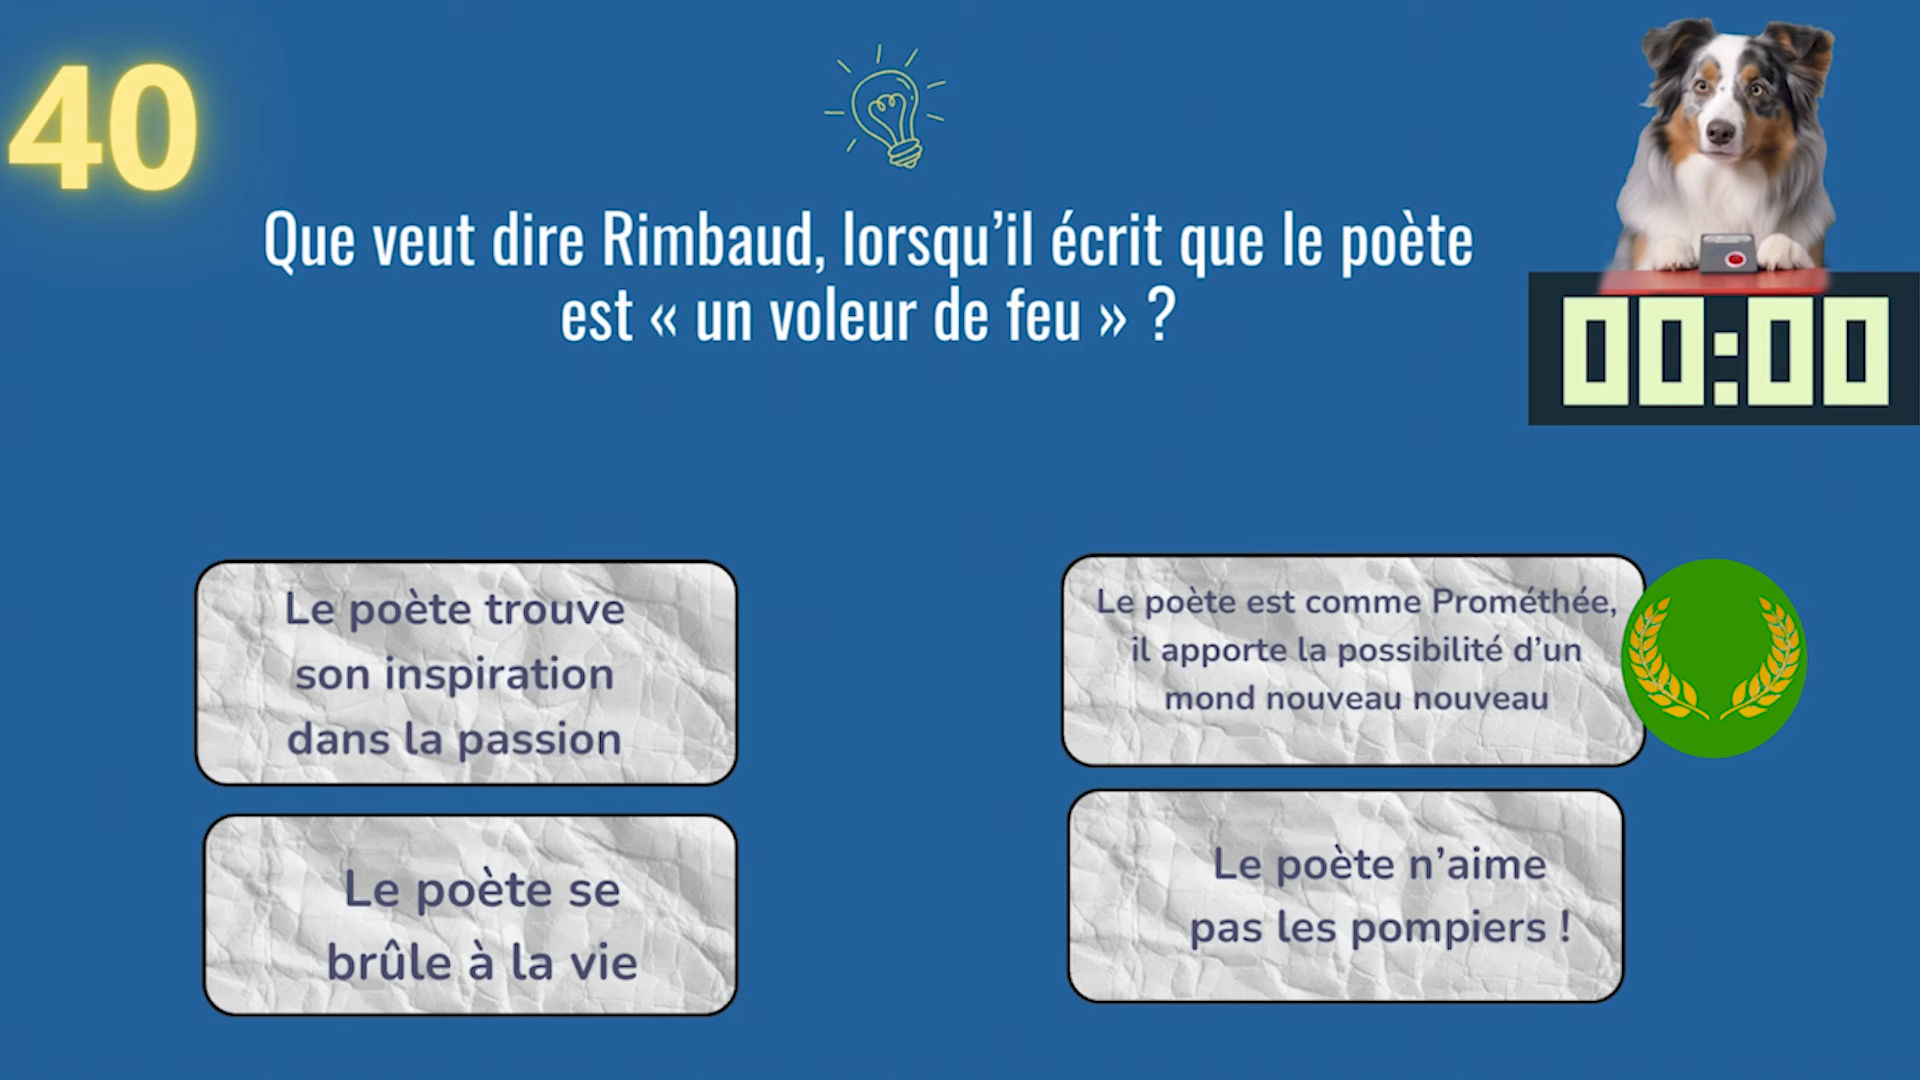 40
Que veut dire Rimbaud, lorsqu’il écrit que le poète
est « un voleur de feu » ?
00:00
Le poète trouve
son inspiration
dans la passion
Le poète est comme Prométhée,
il apporte la possibilité d’un
mond nouveau nouveau
Le poète se
brûle à la vie
Le poète n’aime
pas les pompiers !